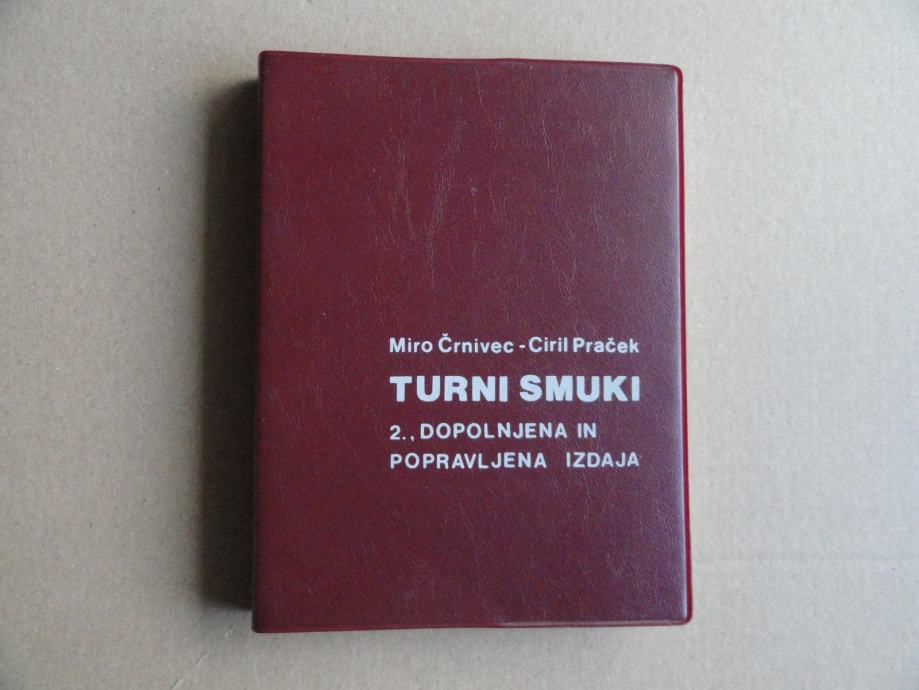 Miro Črnivec - Ciril Praček
TURNI SMUKI
2., DOPOLNJENA IN
POPRAVLJENA IZDAJA